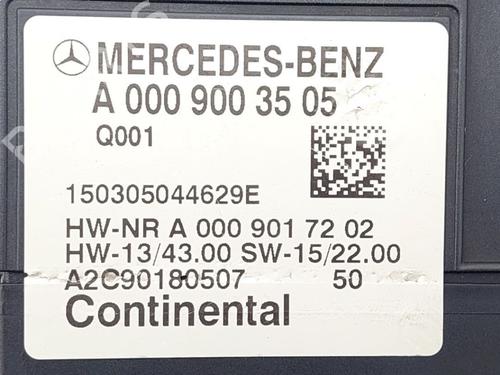 MERCEDES-BENZ
A 000 900 35 05
Q001
150305044629E
HW-NR A 000 901 72 02
HW-13/43.00 SW-15/22.00
A2C90180507 50
Continental